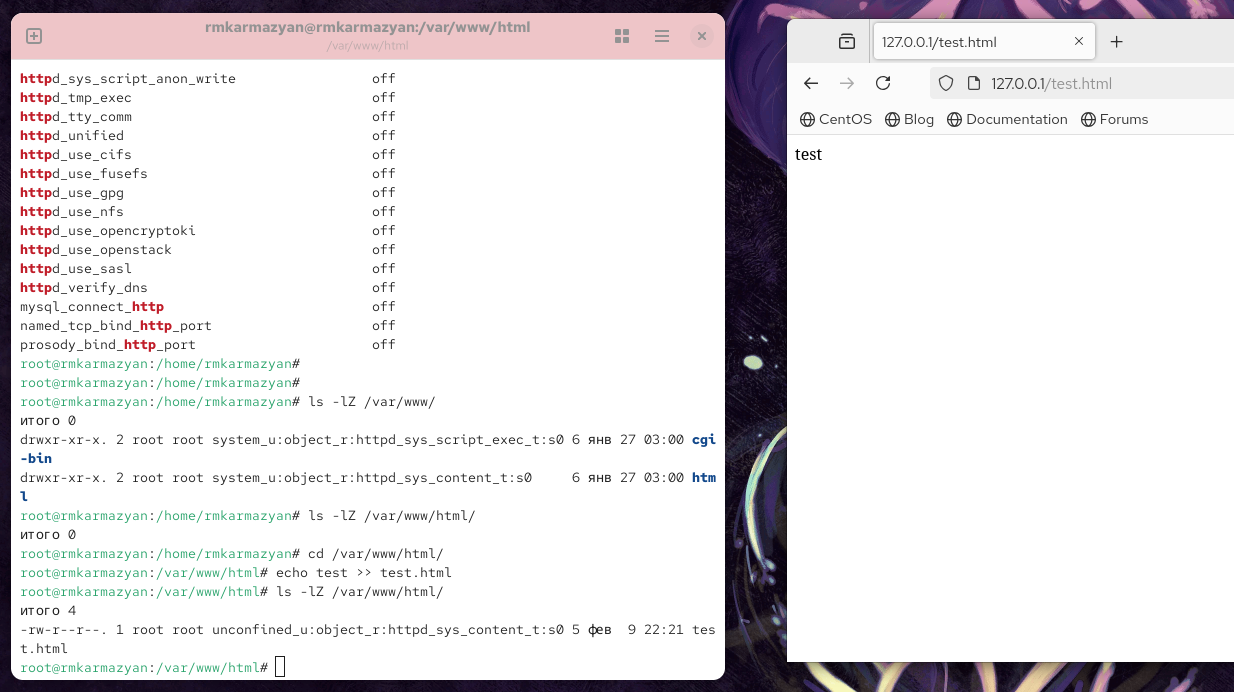 rmkarmazyan@rmkarmazyan:/var/www/html
/var/www/html
httpd_sys_script_anon_write off
httpd_tmp_exec off
httpd_tty_comm off
httpd_unified off
httpd_use_cifs off
httpd_use_fusefs off
httpd_use_gpg off
httpd_use_nfs off
httpd_use_opencryptoki off
httpd_use_openstack off
httpd_use_sasl off
httpd_verify_dns off
mysql_connect_http off
named_tcp_bind_http_port off
prosody_bind_http_port off
root@rmkarmazyan:/home/rmkarmazyan#
root@rmkarmazyan:/home/rmkarmazyan#
root@rmkarmazyan:/home/rmkarmazyan# ls -lZ /var/www/
итого 0
drwxr-xr-x. 2 root root system_u:object_r:httpd_sys_script_exec_t:s0 6 янв 27 03:00 cgi
-bin
drwxr-xr-x. 2 root root system_u:object_r:httpd_sys_content_t:s0 6 янв 27 03:00 htm
l
root@rmkarmazyan:/home/rmkarmazyan# ls -lZ /var/www/html/
итого 0
root@rmkarmazyan:/home/rmkarmazyan# cd /var/www/html/
root@rmkarmazyan:/var/www/html# echo test >> test.html
root@rmkarmazyan:/var/www/html# ls -lZ /var/www/html/
итого 4
-rw-r--r--. 1 root root unconfined_u:object_r:httpd_sys_content_t:s0 5 фев 9 22:21 tes
t.html
root@rmkarmazyan:/var/www/html#
127.0.0.1/test.html
127.0.0.1/test.html
CentOS Blog Documentation Forums
test